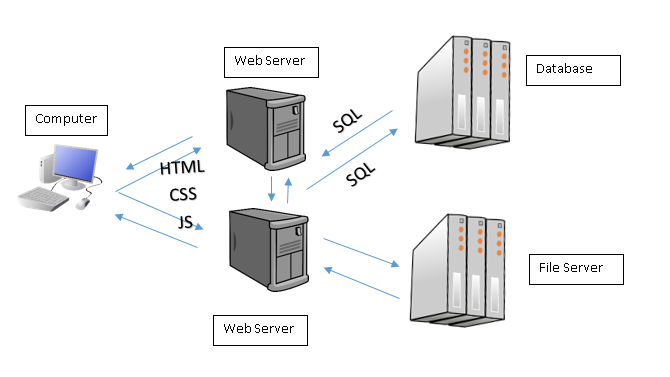 Web Server
Database
Computer
SQL
HTML
SQL
CSS
JS
File Server
Web Server